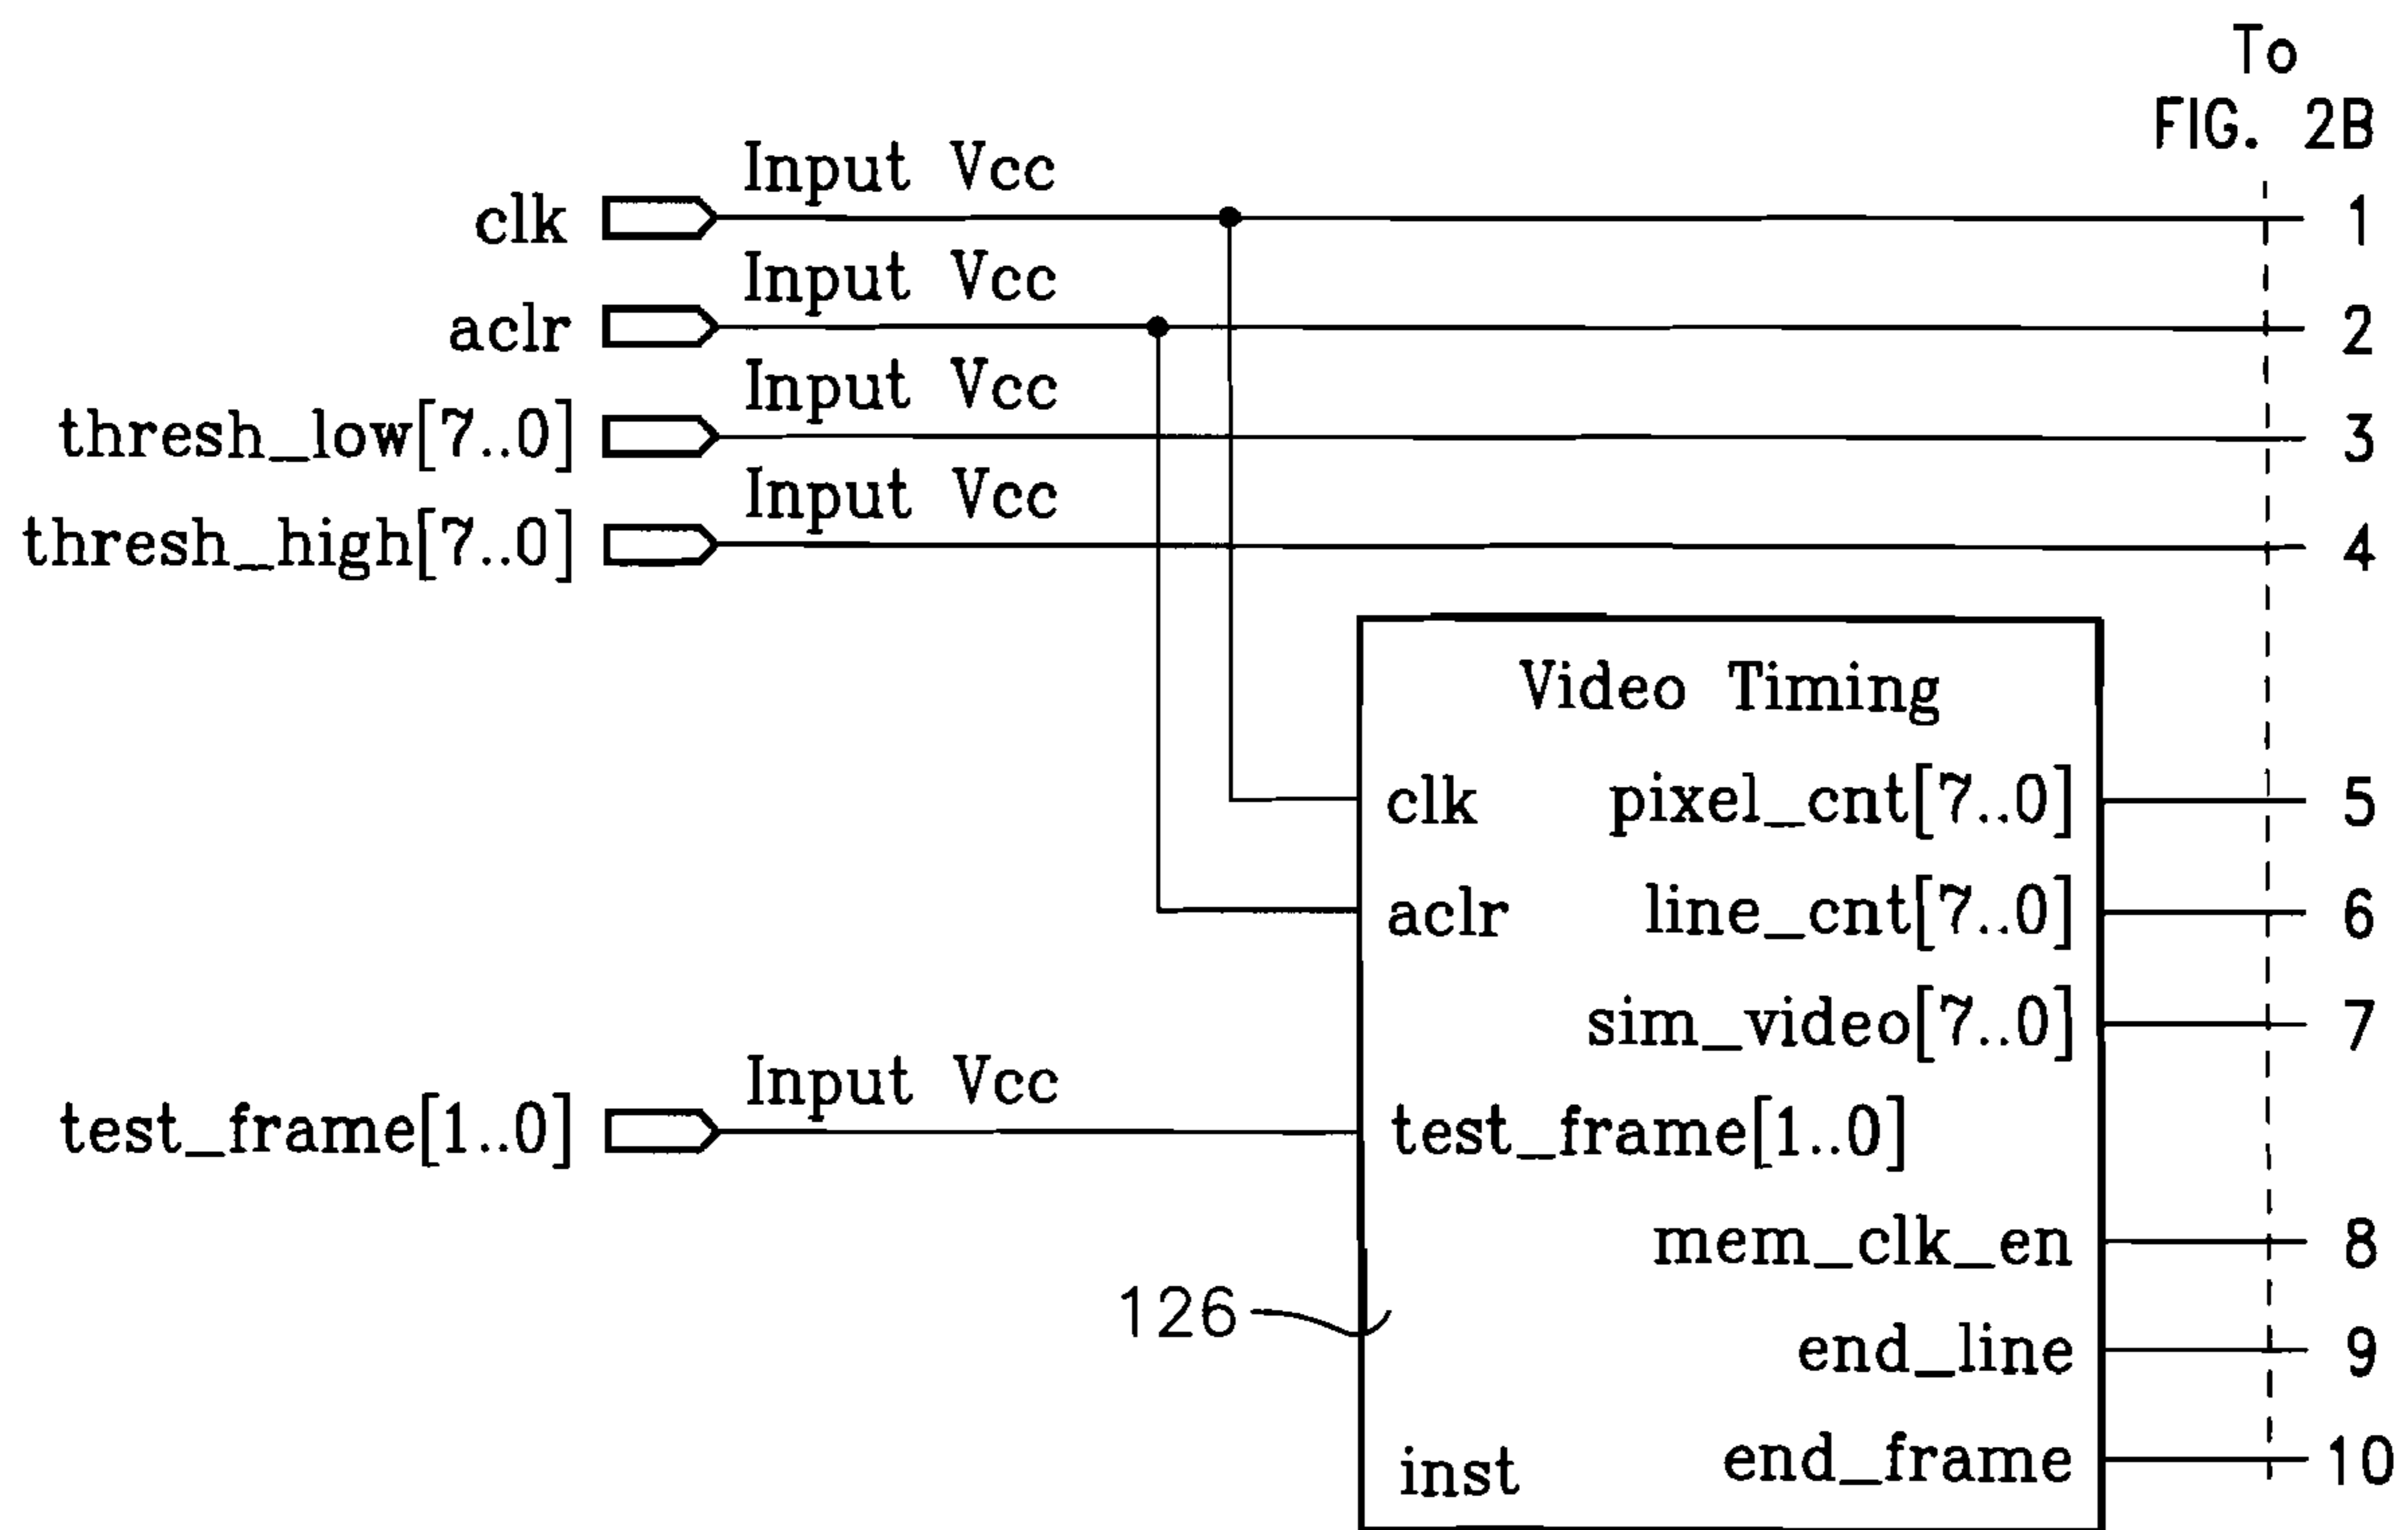 To
FIG. 2B
Input Vcc
clk
1
Input Vcc
aclr
2
Input Vcc
thresh_low[7..0]
3
Input Vcc
thresh_high[7..0]
4
Video Timing
clk pixel_cnt[7..0]
5
aclr line_cnt[7..0]
6
sim_video[7..0]
7
Input Vcc
test_frame[1..0]
test_frame[1..0]
mem_clk_en
8
126
end_line
9
inst end_frame
10